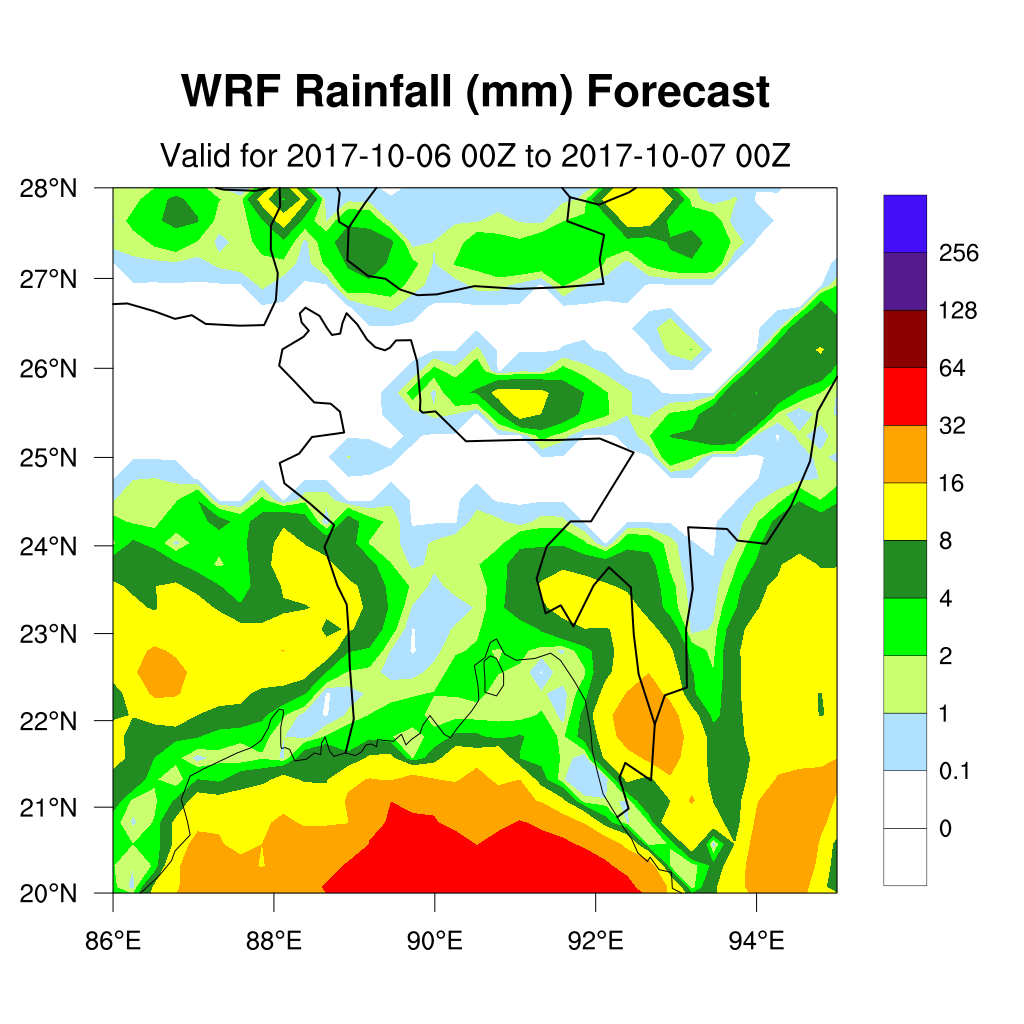 WRF Rainfall (mm) Forecast
Valid for 2017-10-06 00Z to 2017-10-07 00Z
28°N
27°N
26°N
25°N
24°N
23°N
22°N
21°N
20°N
86°E 88°E 90°E 92°E 94°E
256
128
64
32
16
8
4
2
1
0.1
0